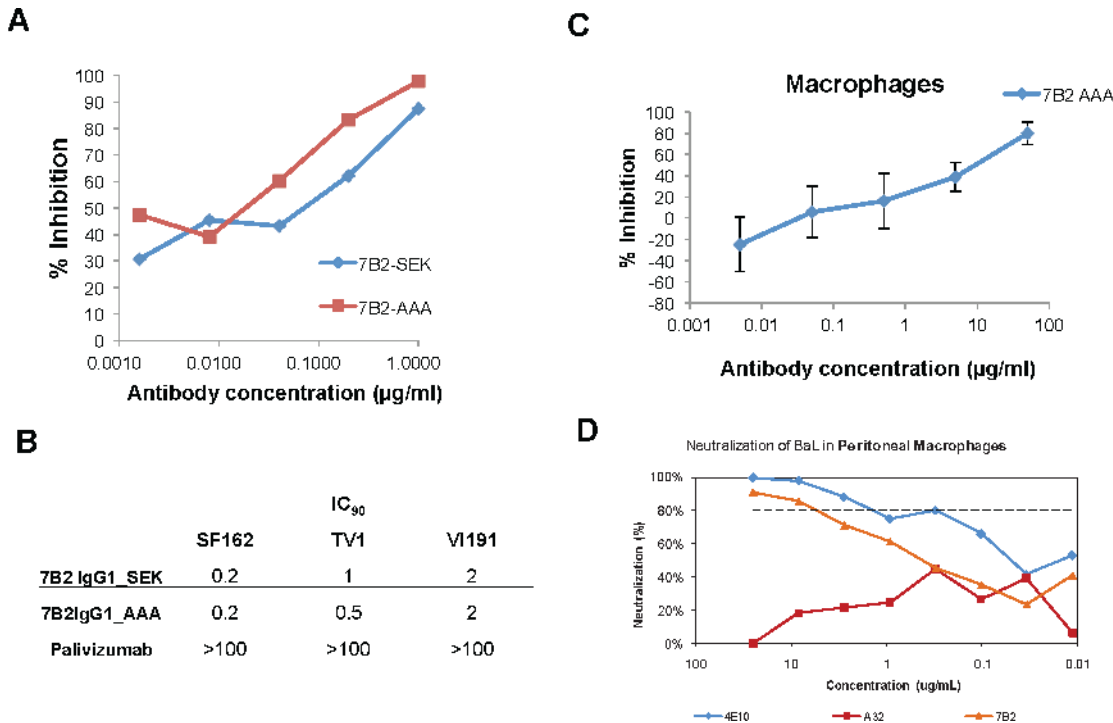 A
% Inhibition
100
90
80
70
60
50
40
30
20
10
0
0.0010 0.0100 0.1000 1.0000
7B2-SEK
7B2-AAA
Antibody concentration (µg/ml)
C
Macrophages
7B2 AAA
% Inhibition
100
80
60
40
20
0
-20
-40
-60
-80
0.001 0.01 0.1 1 10 100
Antibody concentration (µg/ml)
B
IC90
SF162 TV1 VI191
7B2 IgG1_SEK 0.2 1 2
7B2IgG1_AAA 0.2 0.5 2
Palivizumab >100 >100 >100
D
Neutralization of BaL in Peritoneal Macrophages
Neutralization (%)
100%
80%
60%
40%
20%
0%
100 10 1 0.1 0.01
Concentration (ug/mL)
4E10 A32 7B2